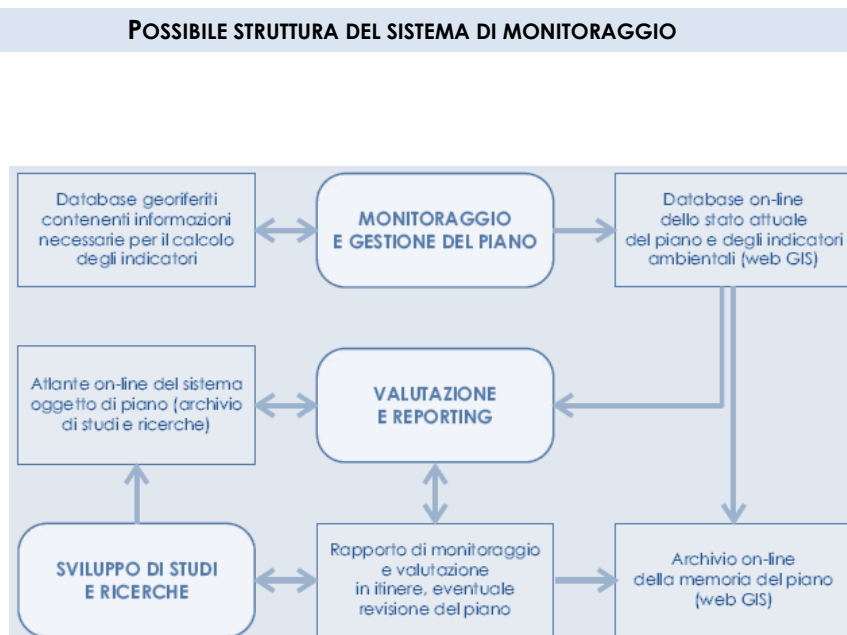 POSSIBILE STRUTTURA DEL SISTEMA DI MONITORAGGIO
Database georiferiti
contenenti informazioni
necessarie per il calcolo
degli indicatori
MONITORAGGIO
E GESTIONE DEL PIANO
Database on-line
dello stato attuale
del piano e degli indicatori
ambientali (web GIS)
Atlante on-line del sistema
oggetto di piano (archivio
di studi e ricerche)
VALUTAZIONE
E REPORTING
SVILUPPO DI STUDI
E RICERCHE
Rapporto di monitoraggio
e valutazione
in itinere, eventuale
revisione del piano
Archivio on-line
della memoria del piano
(web GIS)